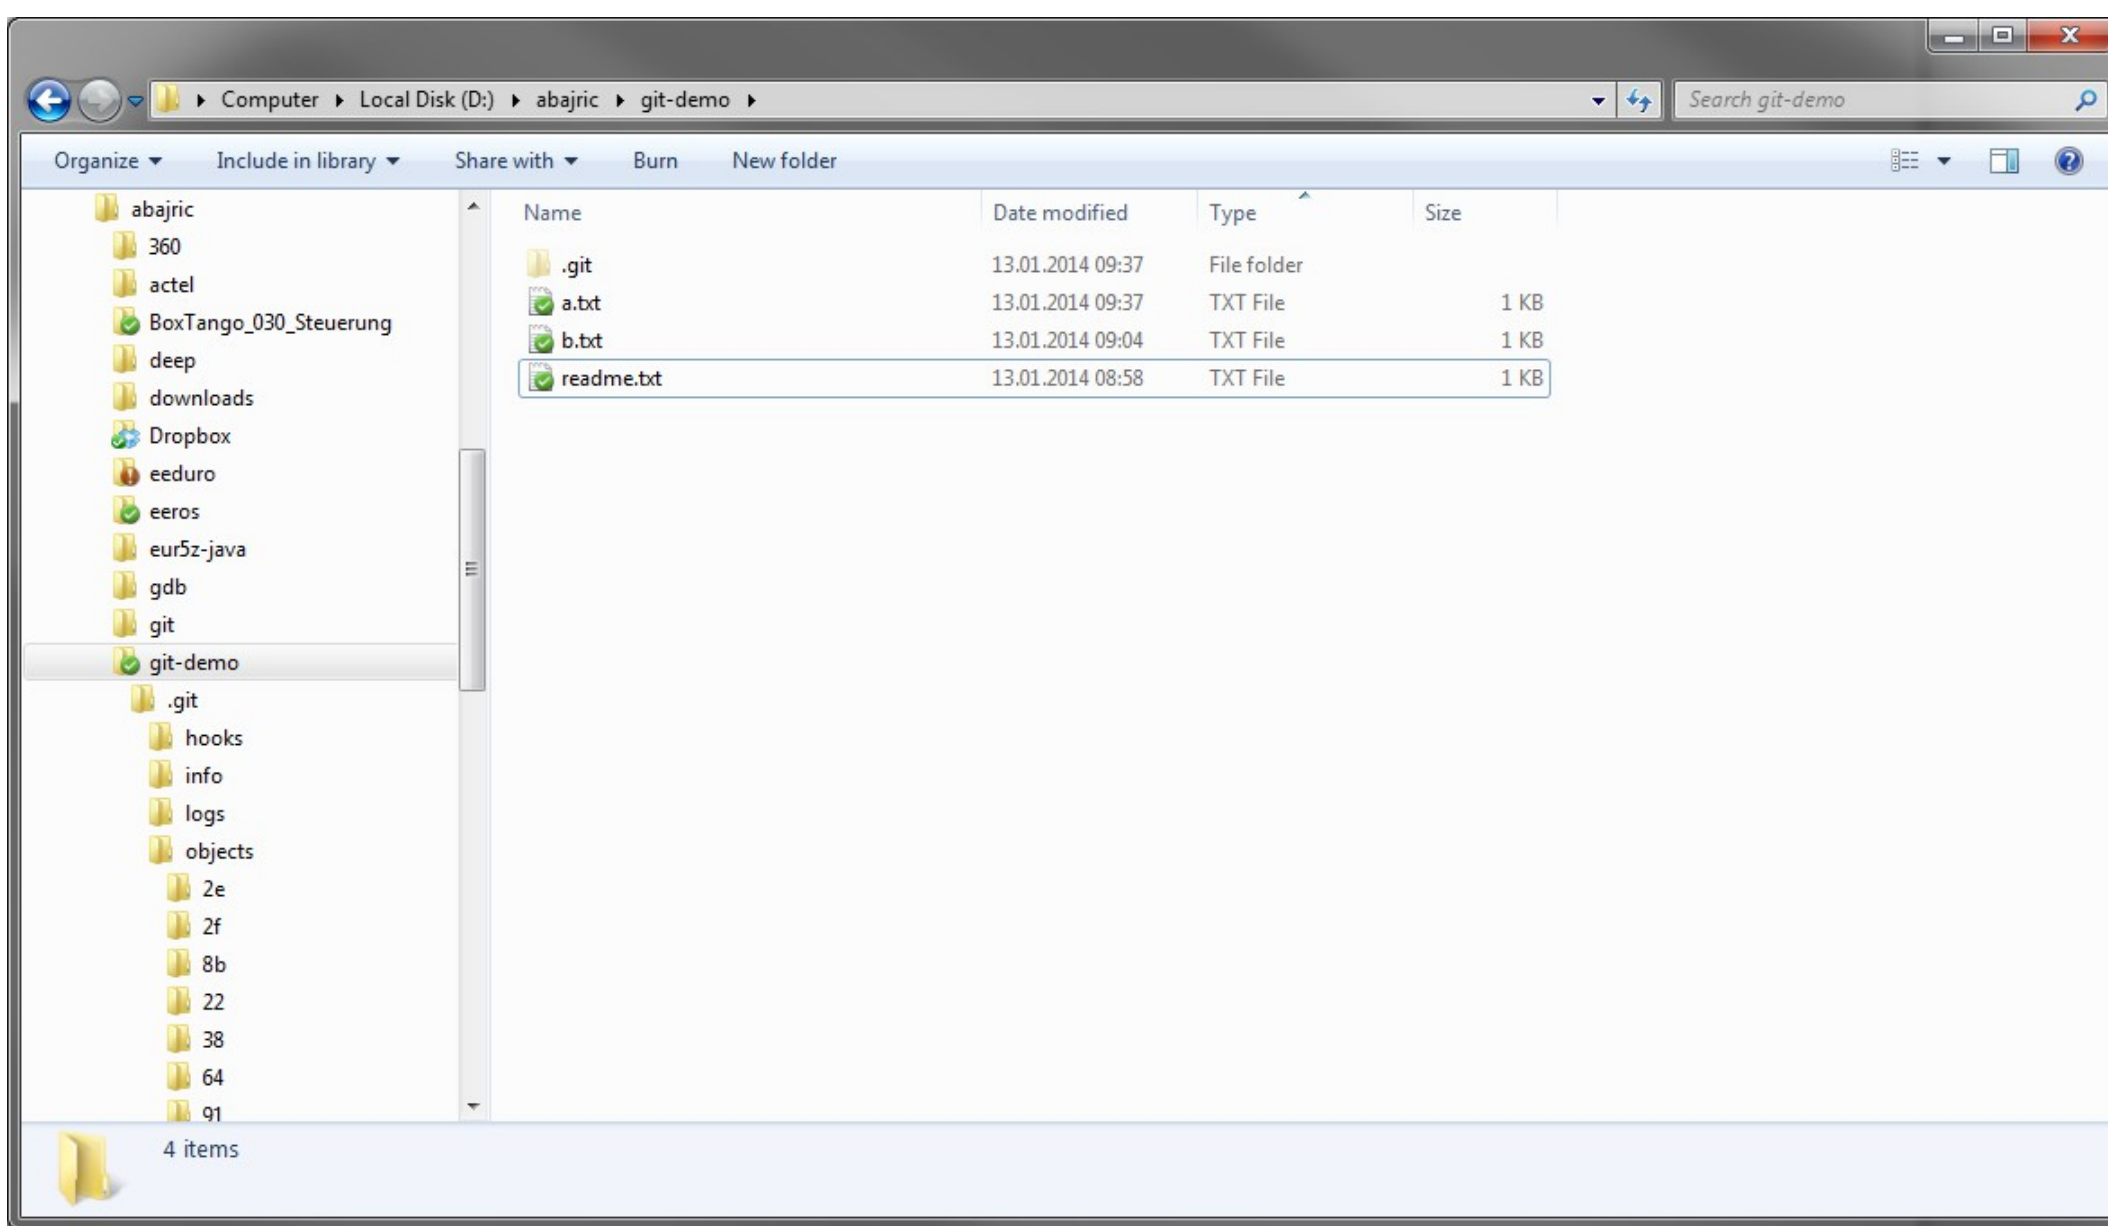 Computer Local Disk (D:) abajric git-demo
Search git-demo
Organize Include in library Share with Burn New folder
abajric
360
actel
BoxTango_030_Steuerung
deep
downloads
Dropbox
eeduro
eeros
eur5z-java
gdb
git
git-demo
.git
hooks
info
logs
objects
2e
2f
8b
22
38
64
91
Name Date modified Type Size
.git 13.01.2014 09:37 File folder
a.txt 13.01.2014 09:37 TXT File 1 KB
b.txt 13.01.2014 09:04 TXT File 1 KB
readme.txt 13.01.2014 08:58 TXT File 1 KB
4 items